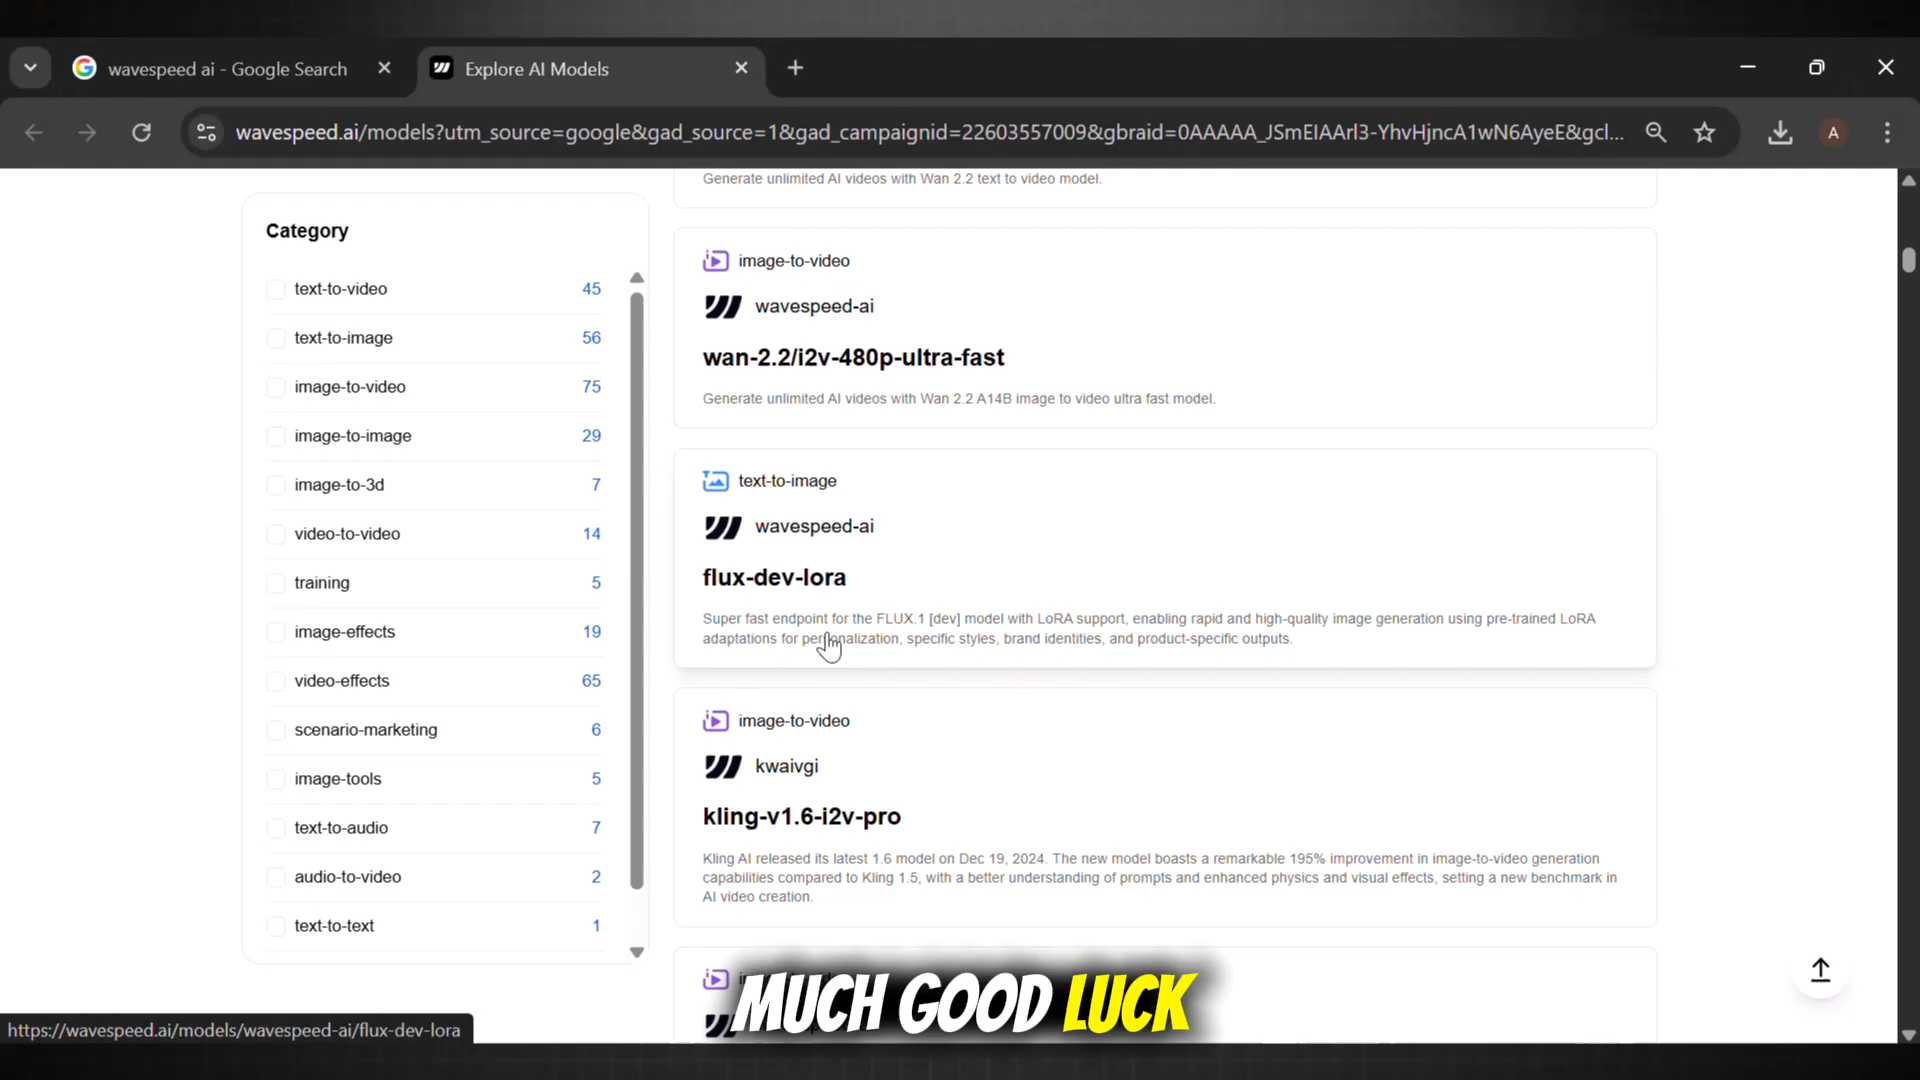 wavespeed ai - Google Search
Explore AI Models
wavespeed.ai/models?utm_source=google&gad_source=1&gad_campaignid=22603557009&gbraid=0AAAAA_JSmEIAArl3-YhvHjncA1wN6AyeE&gcl...
A
Category
text-to-video 45
text-to-image 56
image-to-video 75
image-to-image 29
image-to-3d 7
video-to-video 14
training 5
image-effects 19
video-effects 65
scenario-marketing 6
image-tools 5
text-to-audio 7
audio-to-video 2
text-to-text 1
Generate unlimited AI videos with Wan 2.2 text to video model.
image-to-video
wavespeed-ai
wan-2.2/i2v-480p-ultra-fast
Generate unlimited AI videos with Wan 2.2 A14B image to video ultra fast model.
text-to-image
wavespeed-ai
flux-dev-lora
Super fast endpoint for the FLUX.1 [dev] model with LoRA support, enabling rapid and high-quality image generation using pre-trained LoRA
adaptations for personalization, specific styles, brand identities, and product-specific outputs.
image-to-video
kwaivgi
kling-v1.6-i2v-pro
Kling AI released its latest 1.6 model on Dec 19, 2024. The new model boasts a remarkable 195% improvement in image-to-video generation
capabilities compared to Kling 1.5, with a better understanding of prompts and enhanced physics and visual effects, setting a new benchmark in
AI video creation.
MUCH GOOD LUCK
https://wavespeed.ai/models/wavespeed-ai/flux-dev-lora